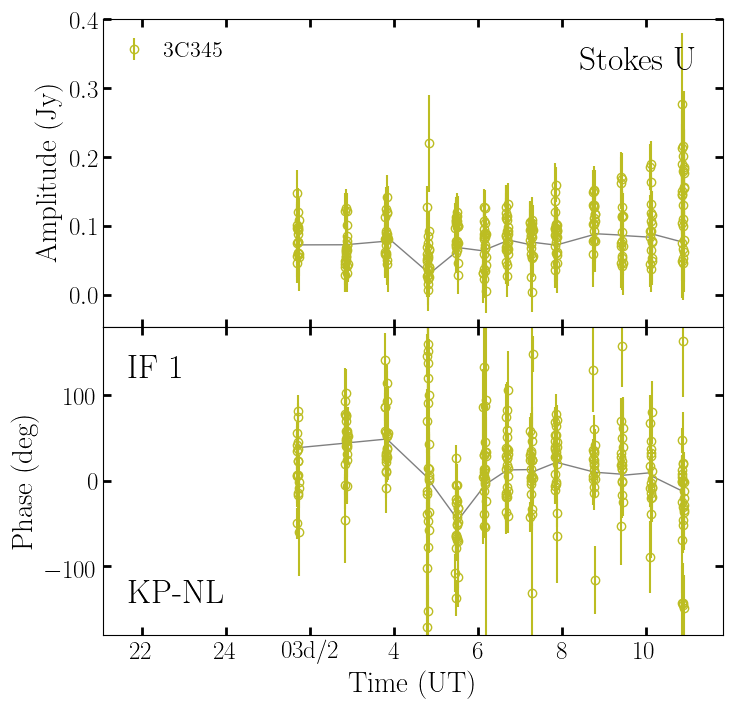 3C345
Stokes U
Amplitude (Jy)
0.4
0.3
0.2
0.1
0.0
IF 1
KP-NL
Phase (deg)
100
0
−100
22 24 03d/2 4 6 8 10
Time (UT)